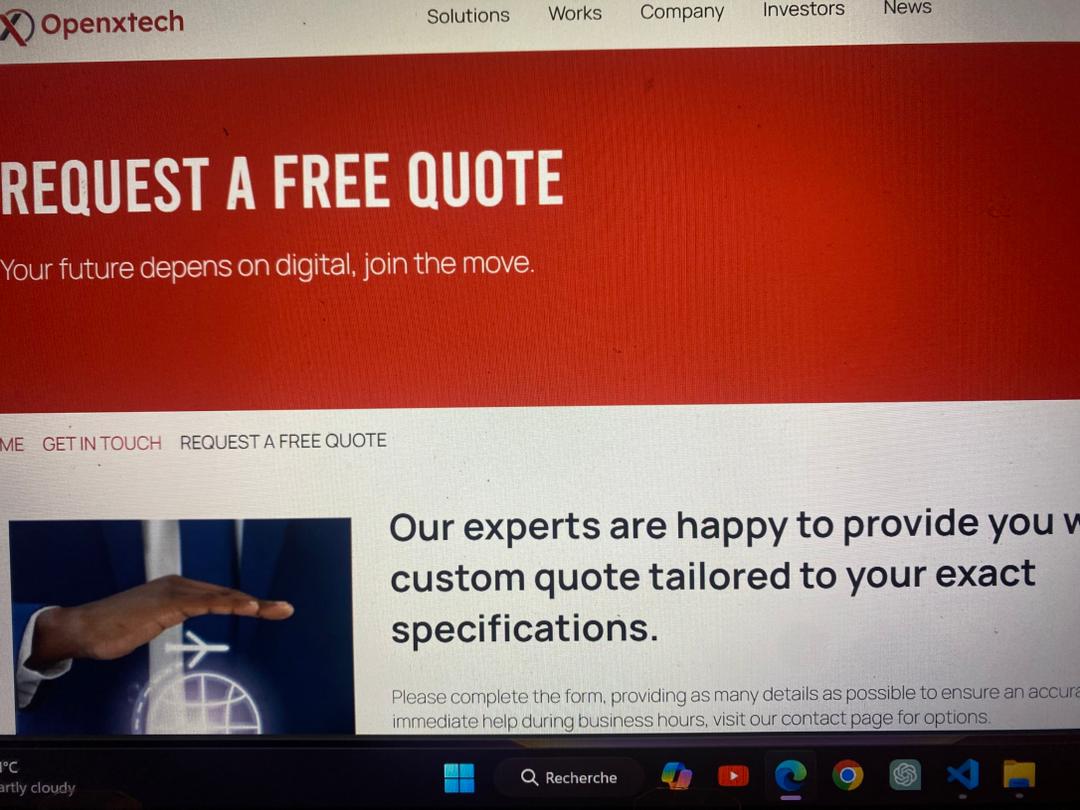 Openxtech
Solutions Works Company Investors News
REQUEST A FREE QUOTE
Your future depens on digital, join the move.
ME GET IN TOUCH REQUEST A FREE QUOTE
Our experts are happy to provide you w
custom quote tailored to your exact
specifications.
Please complete the form, providing as many details as possible to ensure an accura
immediate help during business hours, visit our contact page for options.
°C
artly cloudy
Recherche